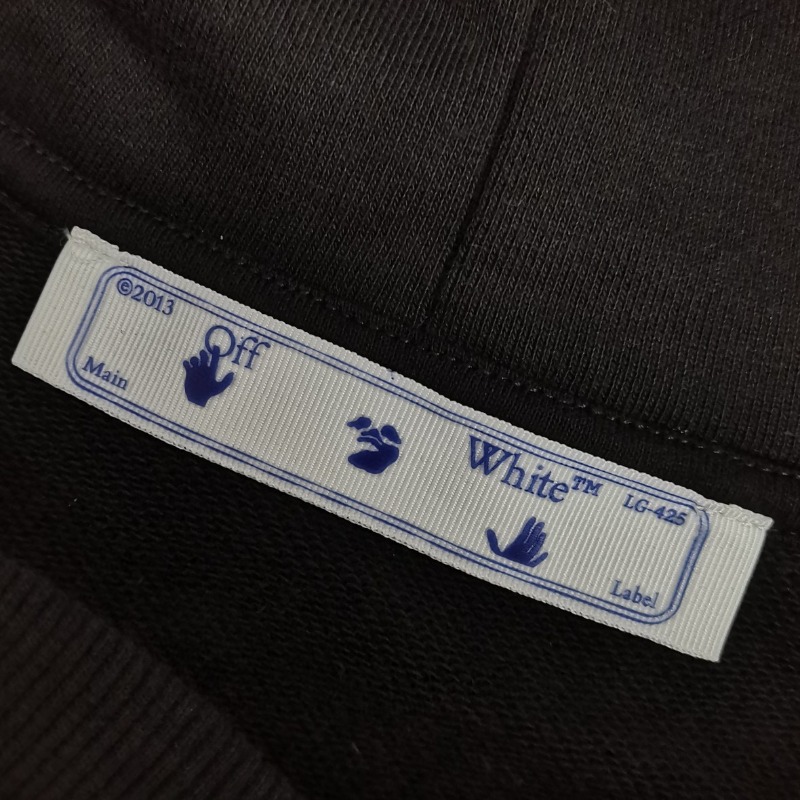 ©2013
Off
Main
White™
LG-425
Label